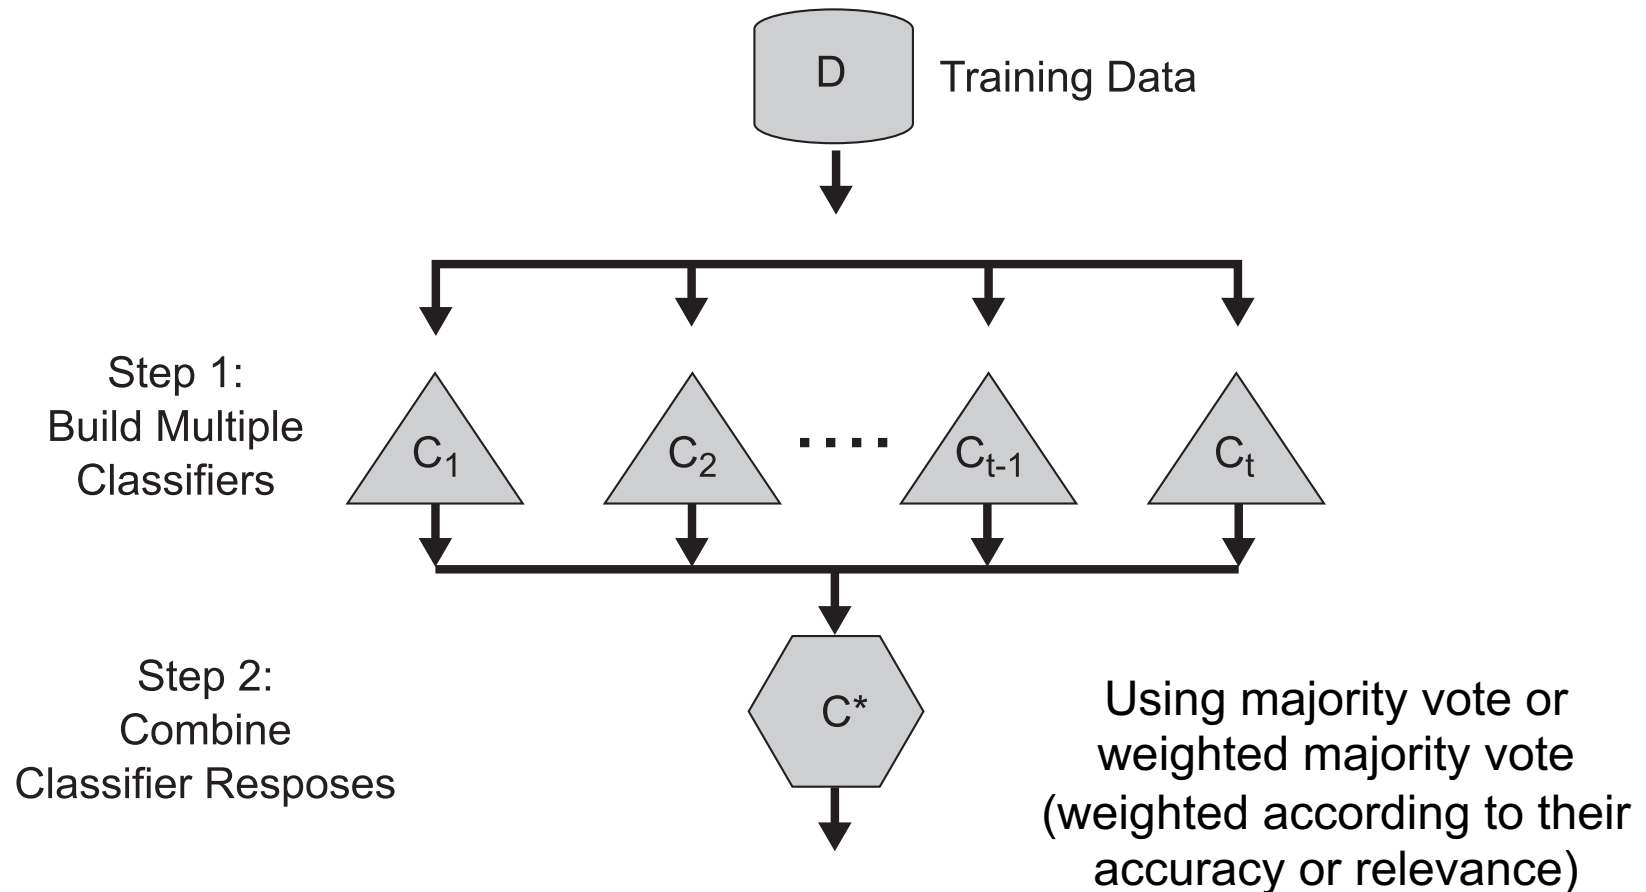 D
Training Data
Step 1:
Build Multiple
Classifiers
C1
C2
....
Ct-1
Ct
Step 2:
Combine
Classifier Resposes
C*
Using majority vote or
weighted majority vote
(weighted according to their
accuracy or relevance)